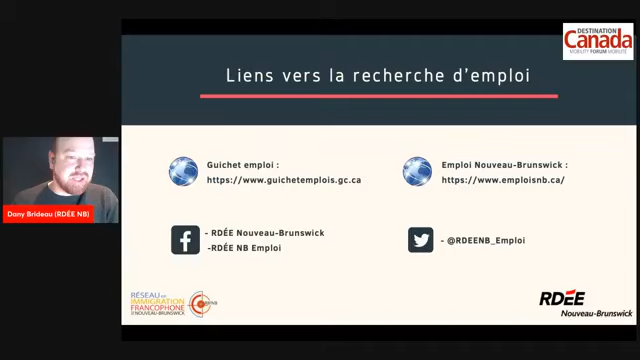 DESTINATION
Canada
MOBILITY FORUM MOBILITÉ
Liens vers la recherche d'emploi
Guichet emploi :
https://www.guichetemplois.gc.ca
Emploi Nouveau-Brunswick :
https://www.emploisnb.ca/
Dany Brideau (RDÉE NB)
- RDÉE Nouveau-Brunswick
-RDÉE NB Emploi
- @RDEENB_Emploi
RÉSEAU en
IMMIGRATION
FRANCOPHONE
NOUVEAU-BRUNSWICK
RDÉE
Nouveau-Brunswick